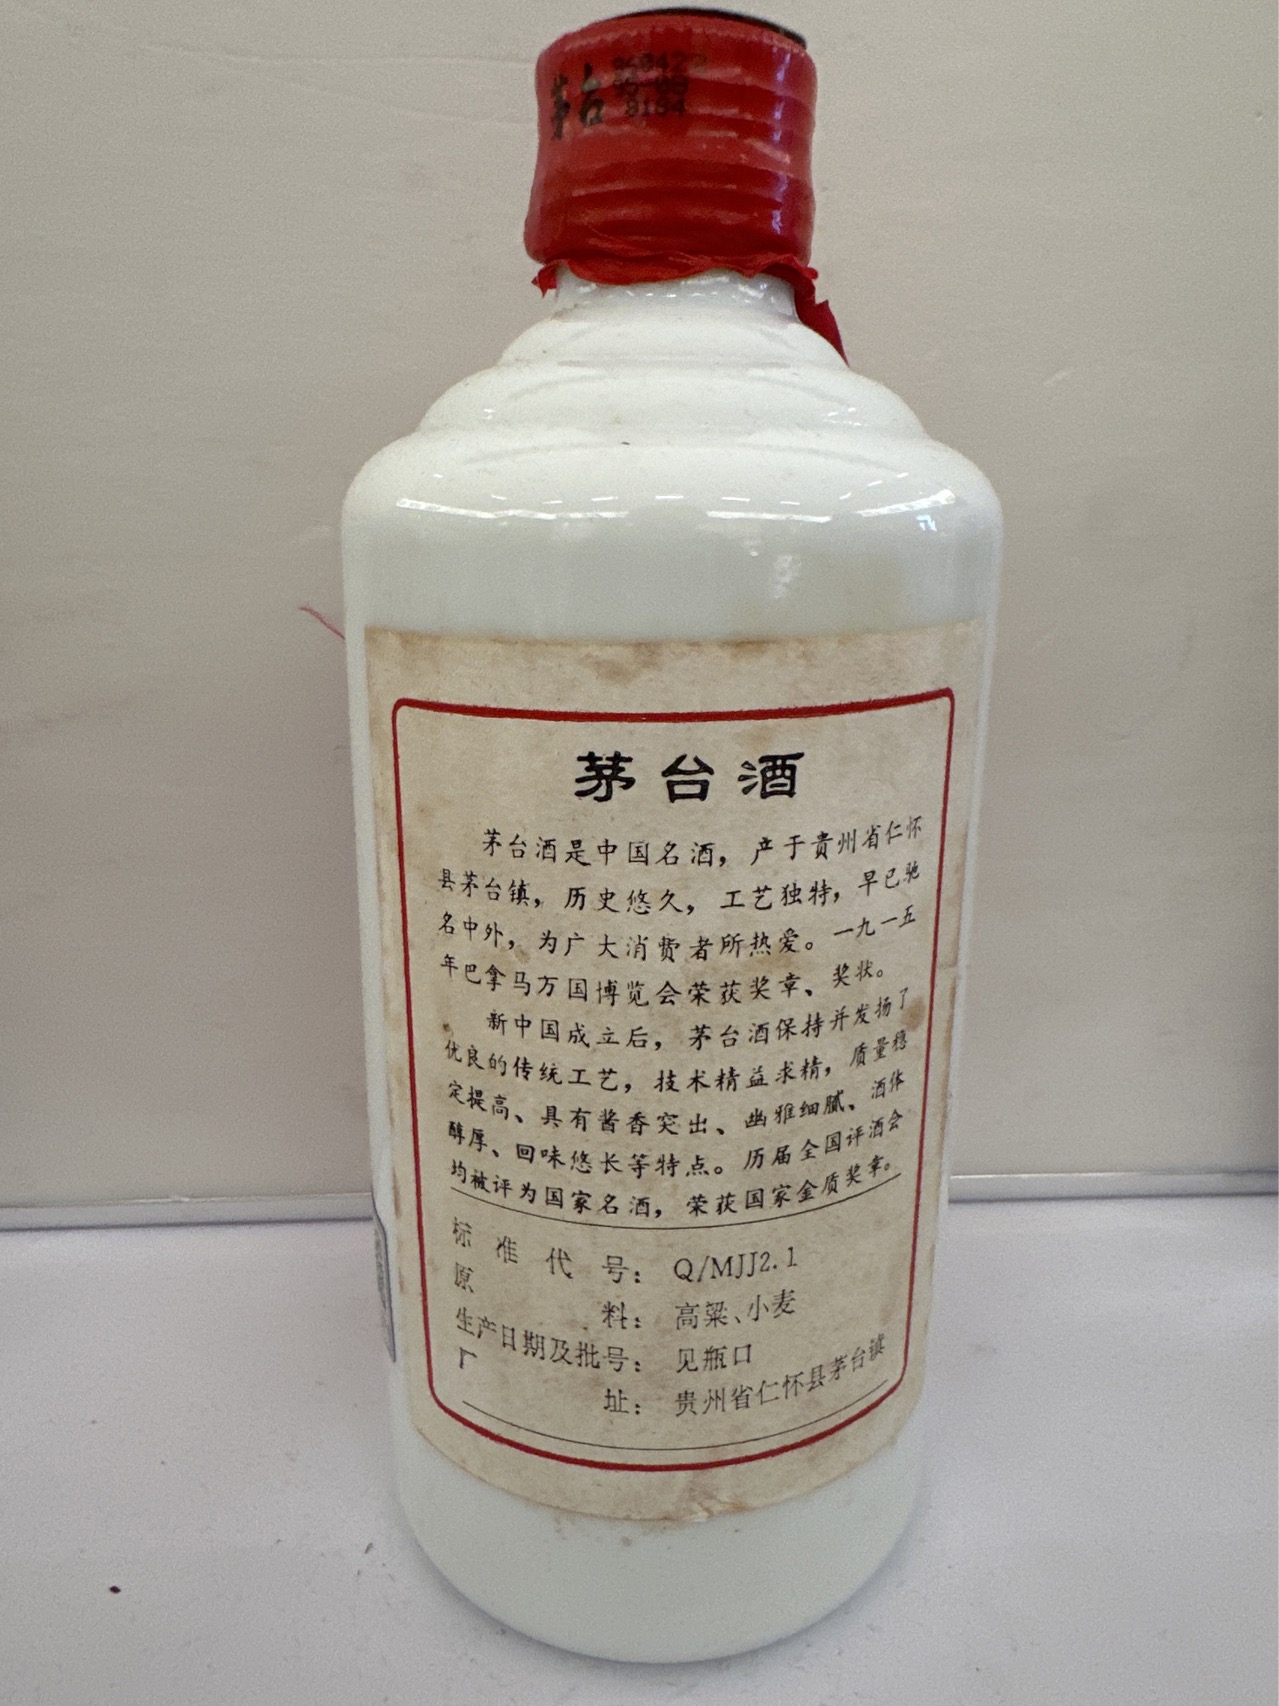 茅台
960422
95-08
8184
茅台酒
茅台酒是中国名酒，产于贵州省仁怀
县茅台镇，历史悠久，工艺独特，早已驰
名中外，为广大消费者所热爱。一九一五
年巴拿马万国博览会荣获奖章、奖状。
新中国成立后，茅台酒保持并发扬了
优良的传统工艺，技术精益求精，质量稳
定提高、具有酱香突出、幽雅细腻、酒体
醇厚、回味悠长等特点。历届全国评酒会
均被评为国家名酒，荣获国家金质奖章。
标准代号：Q/MJJ2.1
原料：高粱、小麦
生产日期及批号：见瓶口
厂址：贵州省仁怀县茅台镇